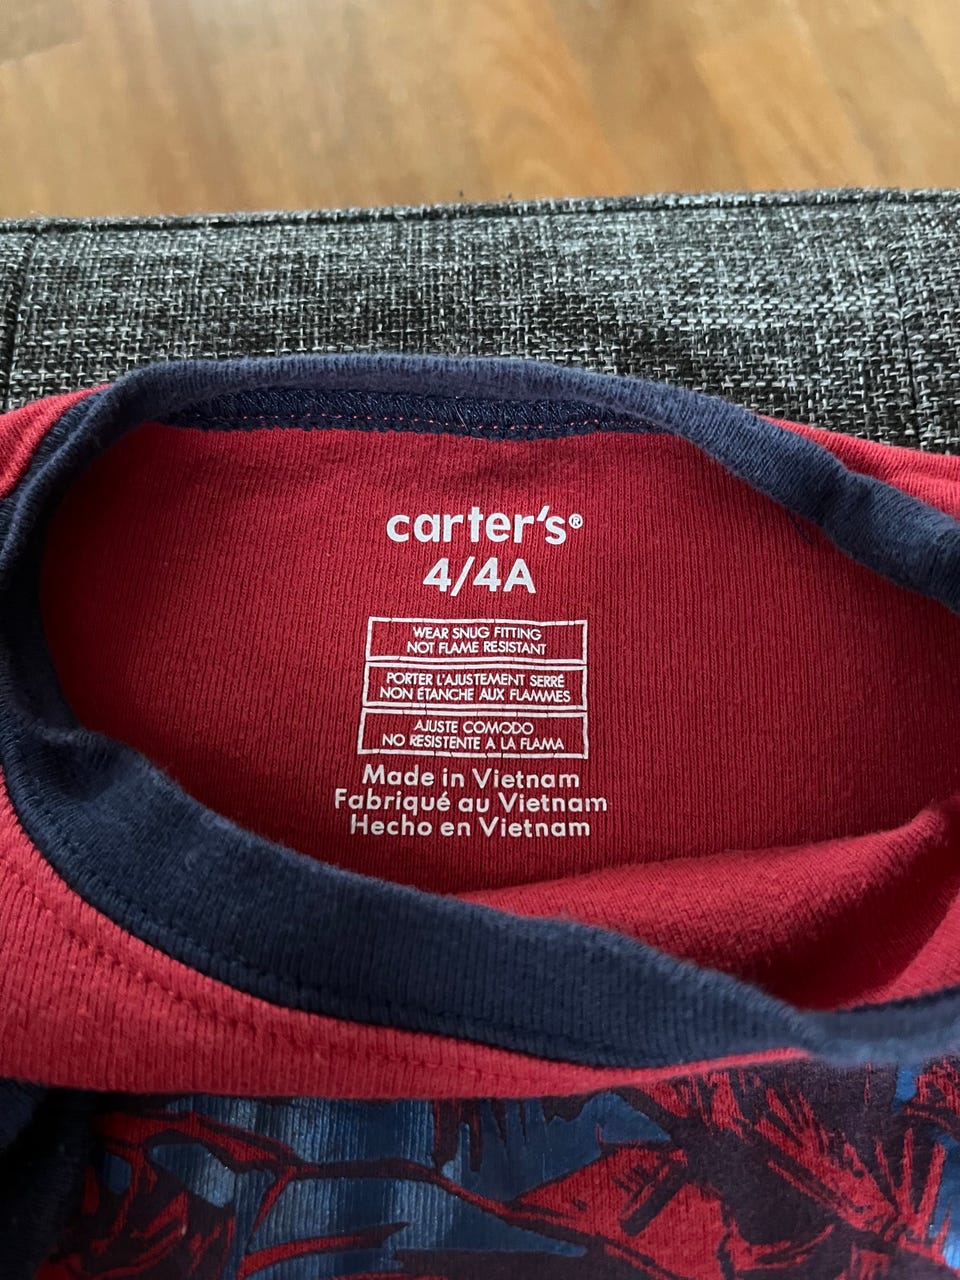 carter's®
4/4A
WEAR SNUG FITTING
NOT FLAME RESISTANT
PORTER L'AJUSTEMENT SERRÉ
NON ÉTANCHE AUX FLAMMES
AJUSTE COMODO
NO RESISTENTE A LA FLAMA
Made in Vietnam
Fabriqué au Vietnam
Hecho en Vietnam